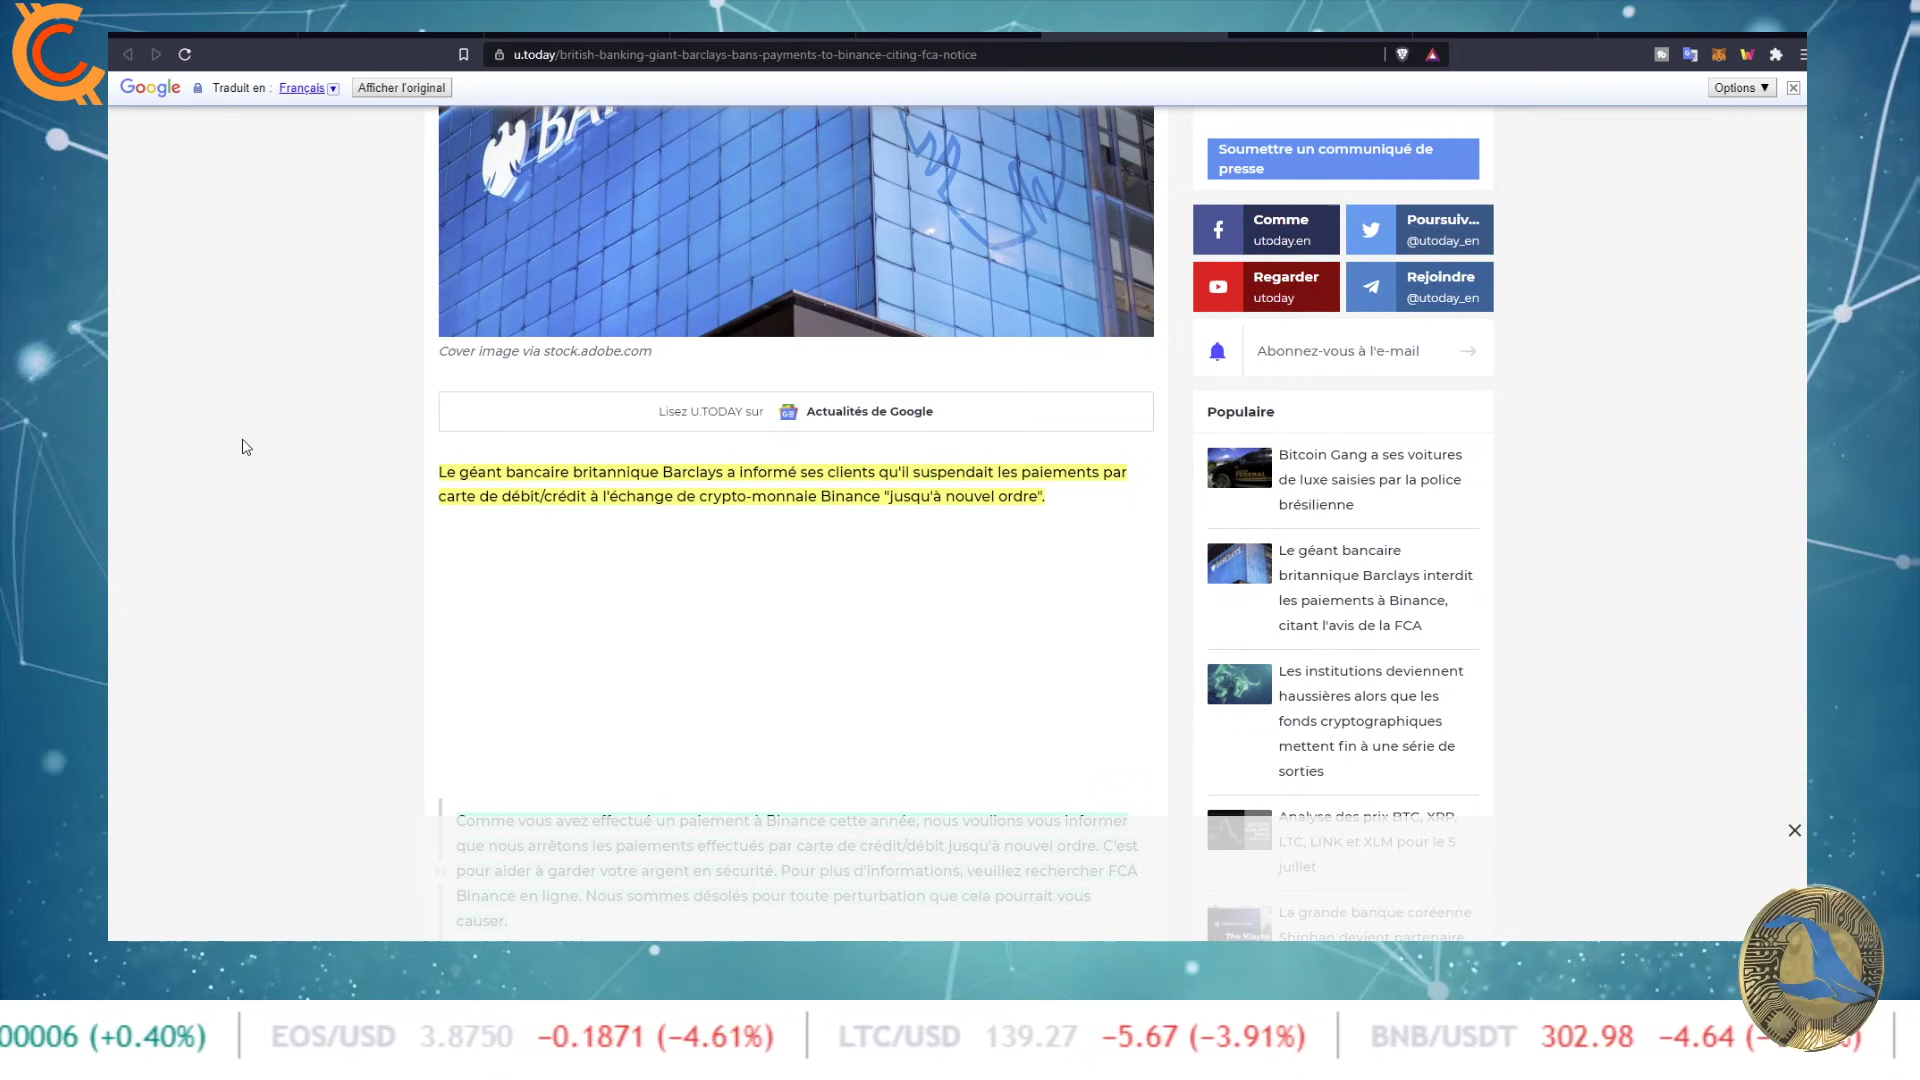 u.today/british-banking-giant-barclays-bans-payments-to-binance-citing-fca-notice
Google Traduit en : Français Afficher l'original
Options ▼
BA
Cover image via stock.adobe.com
Lisez U.TODAY sur Actualités de Google
Le géant bancaire britannique Barclays a informé ses clients qu'il suspendait les paiements par
carte de débit/crédit à l'échange de crypto-monnaie Binance "jusqu'à nouvel ordre".
Comme vous avez effectué un paiement à Binance cette année, nous voulions vous informer
que nous arrêtons les paiements effectués par carte de crédit/débit jusqu'à nouvel ordre. C'est
pour aider à garder votre argent en sécurité. Pour plus d'informations, veuillez rechercher FCA
Binance en ligne. Nous sommes désolés pour toute perturbation que cela pourrait vous
causer.
Soumettre un communiqué de
presse
Comme
utoday.en
Poursuiv...
@utoday_en
Regarder
utoday
Rejoindre
@utoday_en
Abonnez-vous à l'e-mail
Populaire
Bitcoin Gang a ses voitures
de luxe saisies par la police
brésilienne
Le géant bancaire
britannique Barclays interdit
les paiements à Binance,
citant l'avis de la FCA
Les institutions deviennent
haussières alors que les
fonds cryptographiques
mettent fin à une série de
sorties
Analyse des prix BTC, XRP,
LTC, LINK et XLM pour le 5
juillet
La grande banque coréenne
Shinhan devient partenaire
00006 (+0.40%)
EOS/USD 3.8750 −0.1871 (−4.61%)
LTC/USD 139.27 −5.67 (−3.91%)
BNB/USDT 302.98 −4.64